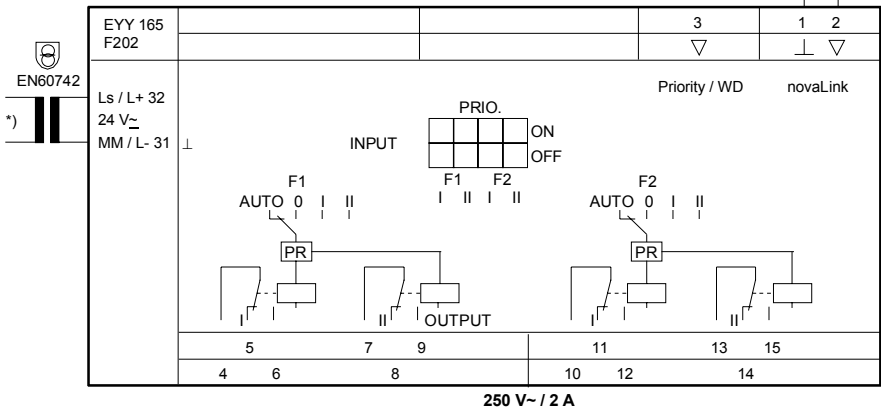 EYY 165
F202
3 1 2
EN60742
Priority / WD novaLink
*)
Ls / L+ 32
24 V~
MM / L- 31 ⊥
INPUT
PRIO.
ON
OFF
F1 F2
I II I II
F1
AUTO 0 I II
F2
AUTO 0 I II
PR PR
I II OUTPUT I II
5 7 9 11 13 15
4 6 8 10 12 14
250 V~ / 2 A